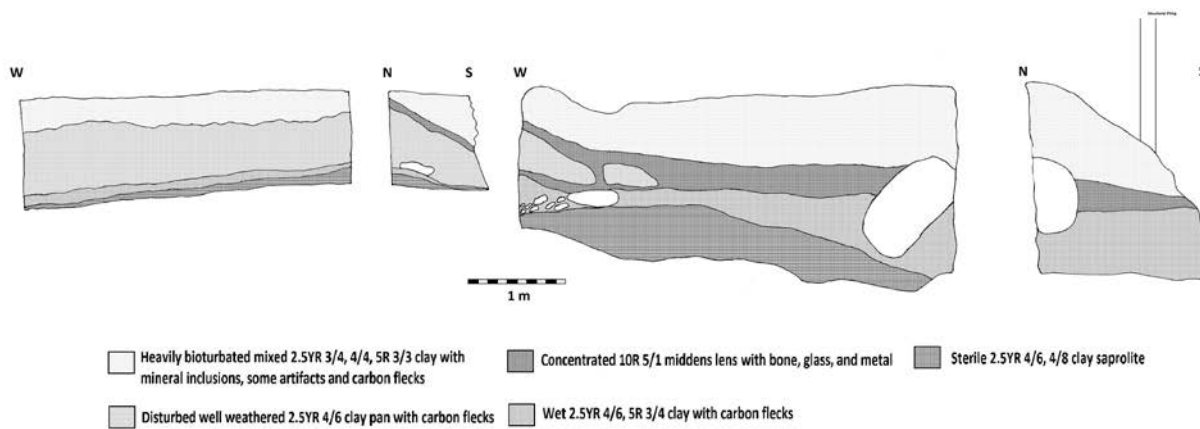 Structural Piling
W
N S
W
N S
1 m
Heavily bioturbated mixed 2.5YR 3/4, 4/4, 5R 3/3 clay with
mineral inclusions, some artifacts and carbon flecks
Concentrated 10R 5/1 middens lens with bone, glass, and metal
Sterile 2.5YR 4/6, 4/8 clay saprolite
Disturbed well weathered 2.5YR 4/6 clay pan with carbon flecks
Wet 2.5YR 4/6, 5R 3/4 clay with carbon flecks